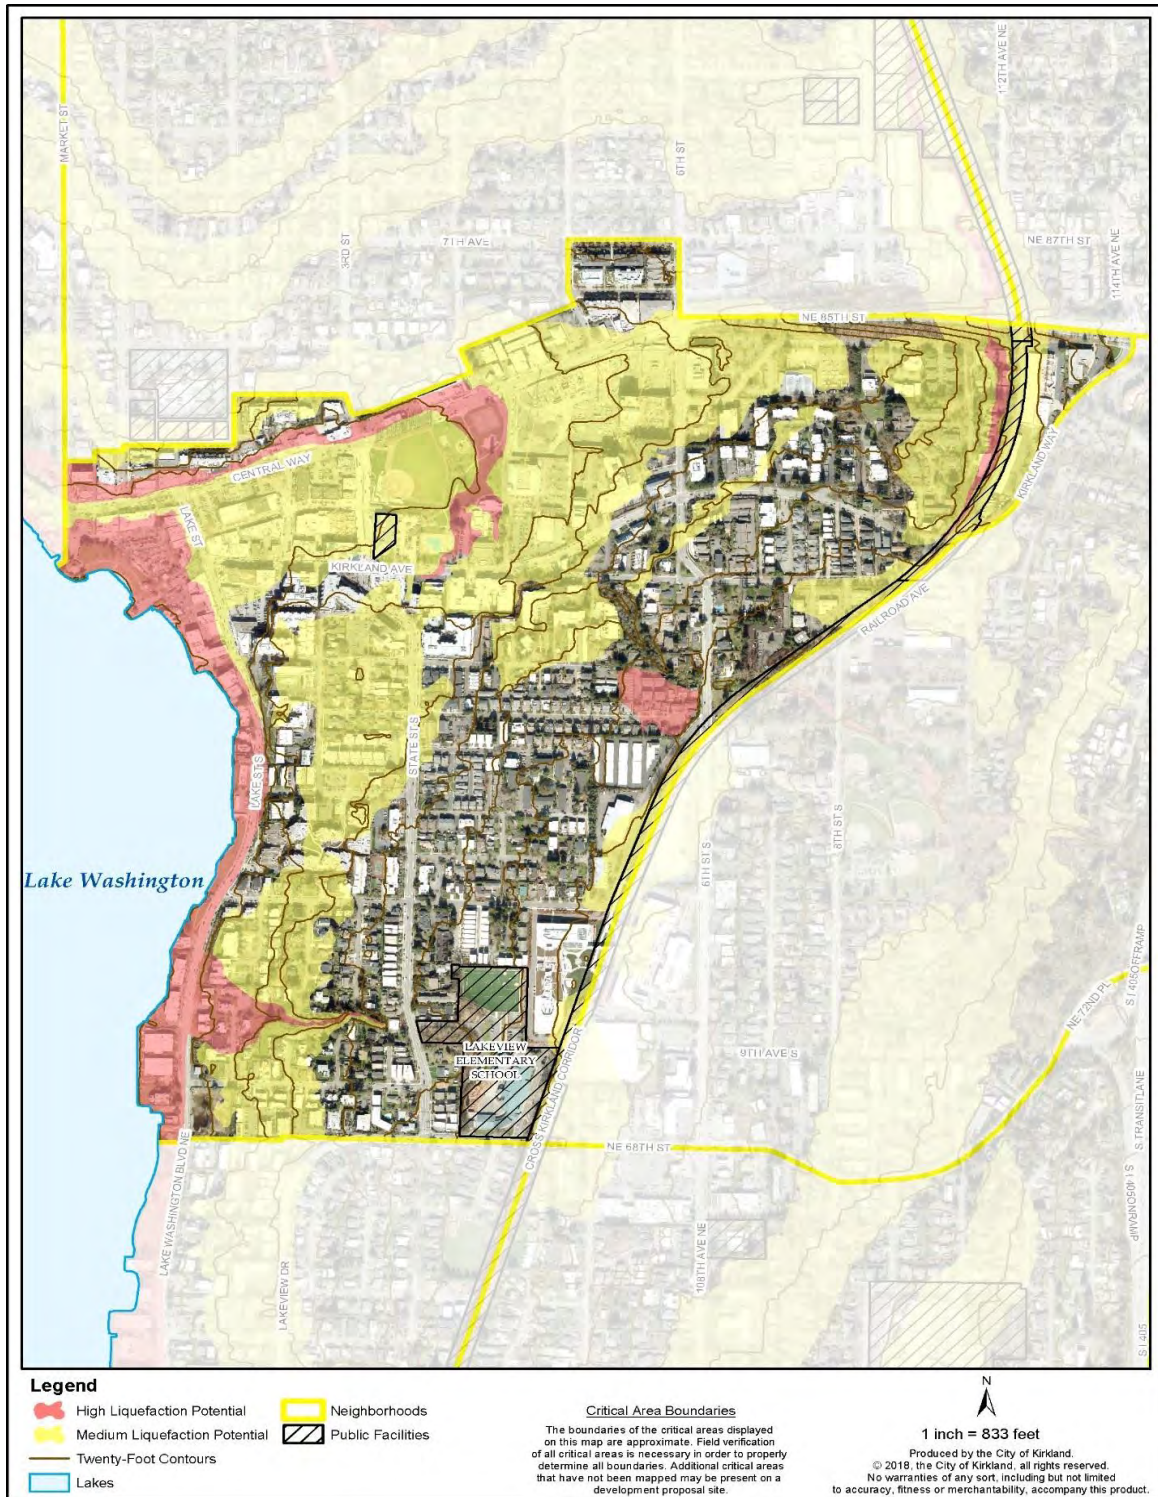 MARKET ST
112TH AVE NE
6TH ST
3RD ST
7TH AVE
NE 87TH ST
114TH AVE NE
NE 85TH ST
CENTRAL WAY
LAKE ST
KIRKLAND WAY
KIRKLAND AVE
RAILROAD AVE
STATE ST S
LAKE ST S
8TH ST S
6TH ST S
Lake Washington
S I 405OFFRAMP
NE 72ND PL
LAKEVIEW
ELEMENTARY
SCHOOL
9TH AVE S
CROSS KIRKLAND CORRIDOR
S TRANSITLANE
NE 68TH ST
LAKE WASHINGTON BLVD NE
S I 405ONRAMP
108TH AVE NE
LAKEVIEW DR
S I 405
Legend
High Liquefaction Potential
Medium Liquefaction Potential
Twenty-Foot Contours
Lakes
Neighborhoods
Public Facilities
Critical Area Boundaries
The boundaries of the critical areas displayed
on this map are approximate. Field verification
of all critical areas is necessary in order to properly
determine all boundaries. Additional critical areas
that have not been mapped may be present on a
development proposal site.
N
1 inch = 833 feet
Produced by the City of Kirkland.
© 2018, the City of Kirkland, all rights reserved.
No warranties of any sort, including but not limited
to accuracy, fitness or merchantability, accompany this product.